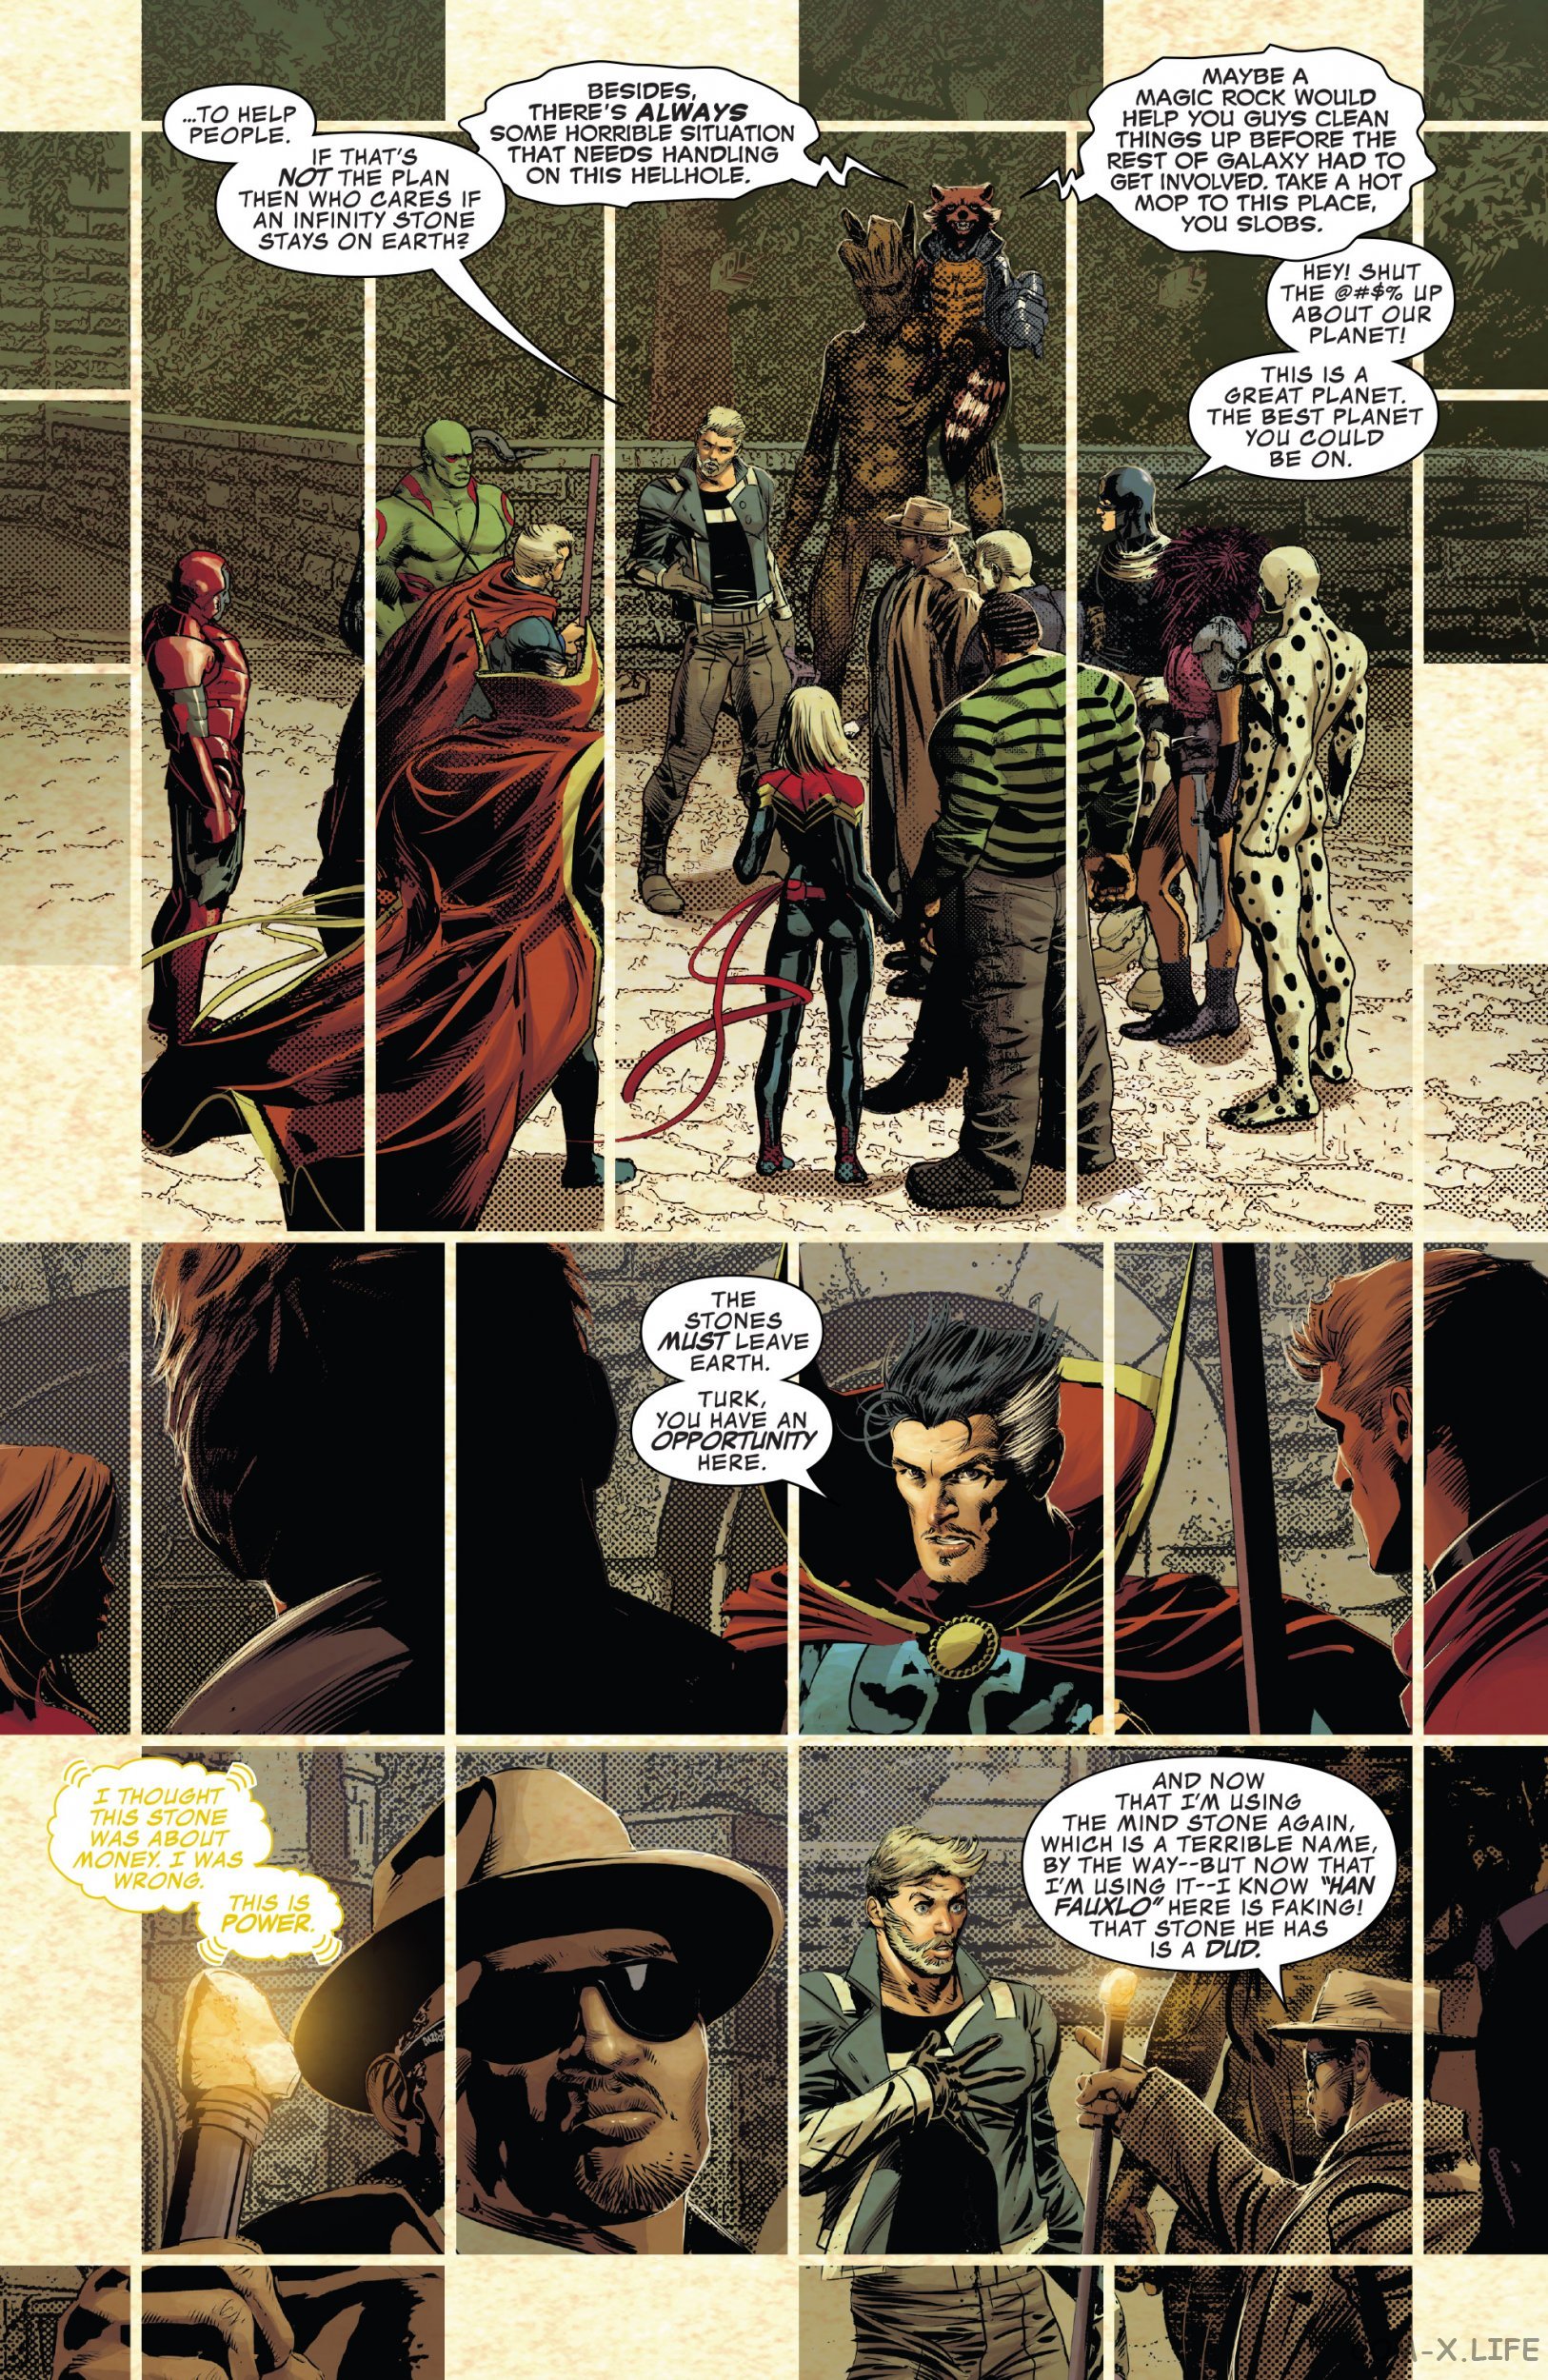 ...TO HELP
PEOPLE.
IF THAT'S
NOT THE PLAN
THEN WHO CARES IF
AN INFINITY STONE
STAYS ON EARTH?
BESIDES,
THERE'S ALWAYS
SOME HORRIBLE SITUATION
THAT NEEDS HANDLING
ON THIS HELLHOLE.
MAYBE A
MAGIC ROCK WOULD
HELP YOU GUYS CLEAN
THINGS UP BEFORE THE
REST OF GALAXY HAD TO
GET INVOLVED. TAKE A HOT
MOP TO THIS PLACE,
YOU SLOBS.
HEY! SHUT
THE @#$% UP
ABOUT OUR
PLANET!
THIS IS A
GREAT PLANET.
THE BEST PLANET
YOU COULD
BE ON.
THE
STONES
MUST LEAVE
EARTH.
TURK,
YOU HAVE AN
OPPORTUNITY
HERE.
I THOUGHT
THIS STONE
WAS ABOUT
MONEY. I WAS
WRONG.
THIS IS
POWER.
AND NOW
THAT I'M USING
THE MIND STONE AGAIN,
WHICH IS A TERRIBLE NAME,
BY THE WAY--BUT NOW THAT
I'M USING IT--I KNOW "HAN
FAUXLO" HERE IS FAKING!
THAT STONE HE HAS
IS A DUD.
-X.LIFE